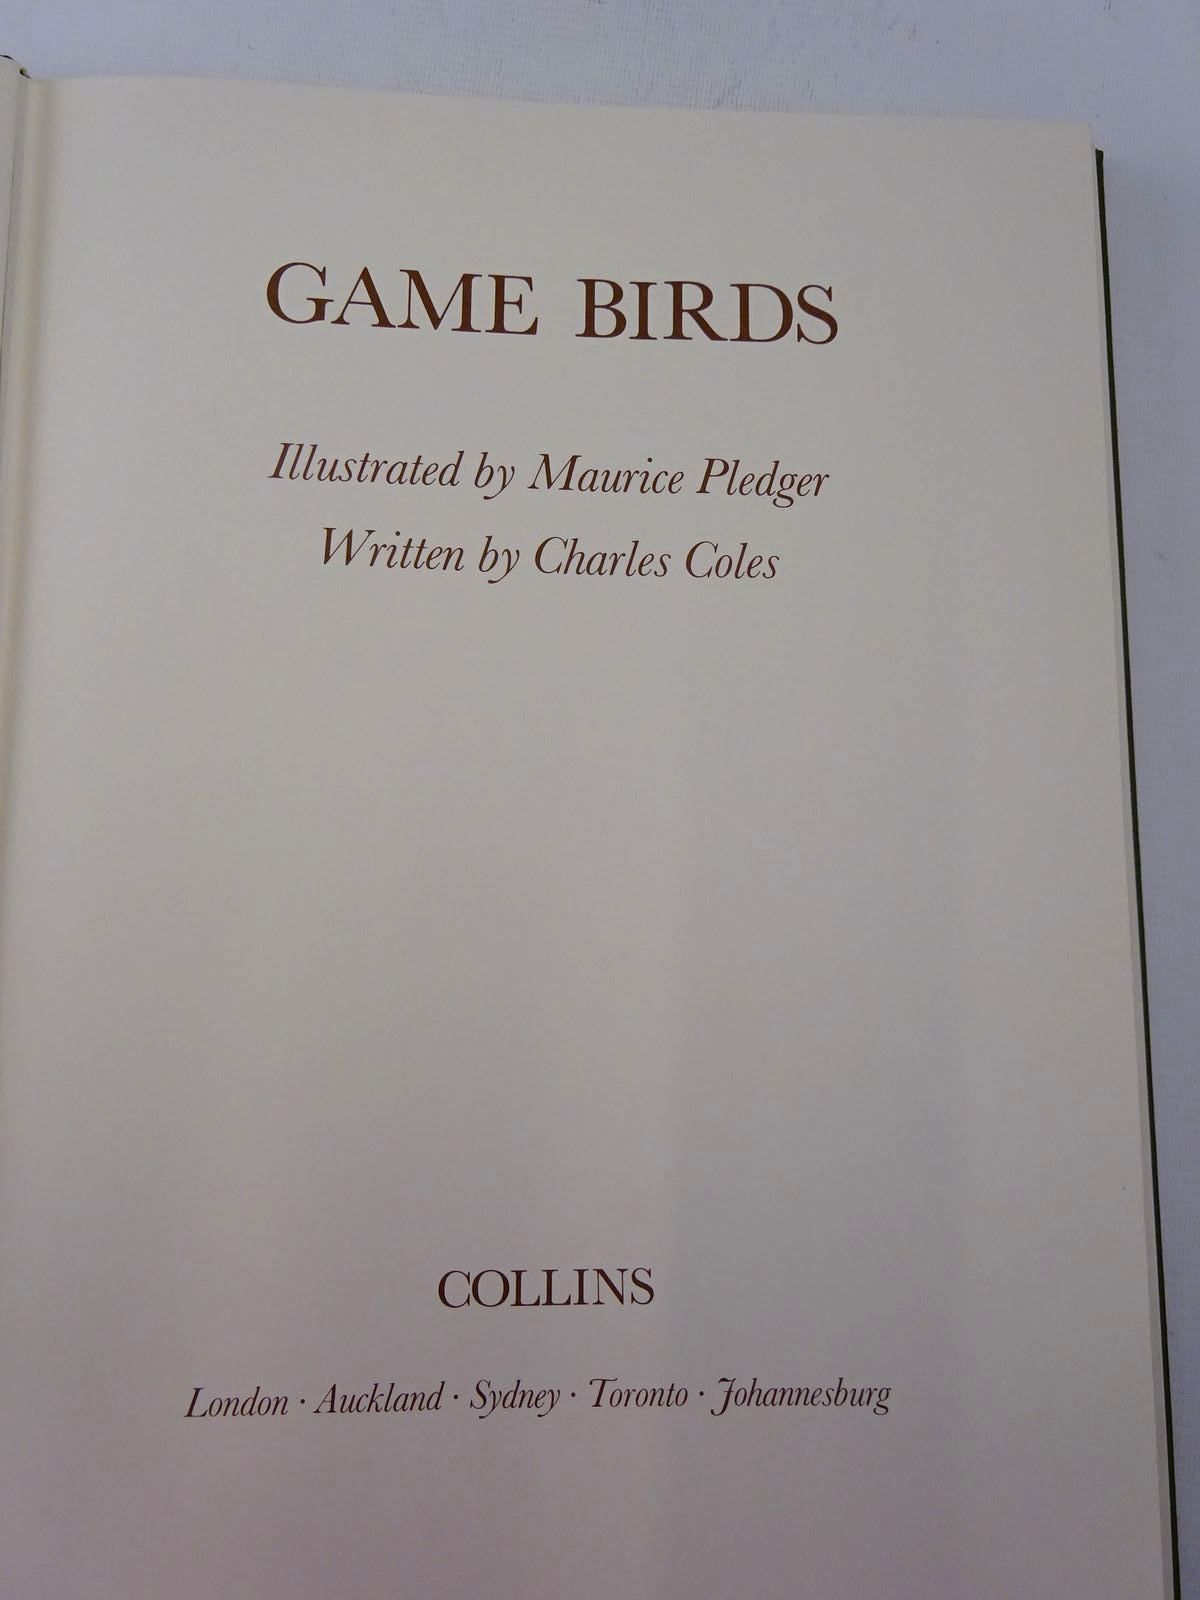 GAME BIRDS
Illustrated by Maurice Pledger
Written by Charles Coles
COLLINS
London · Auckland · Sydney · Toronto · Johannesburg